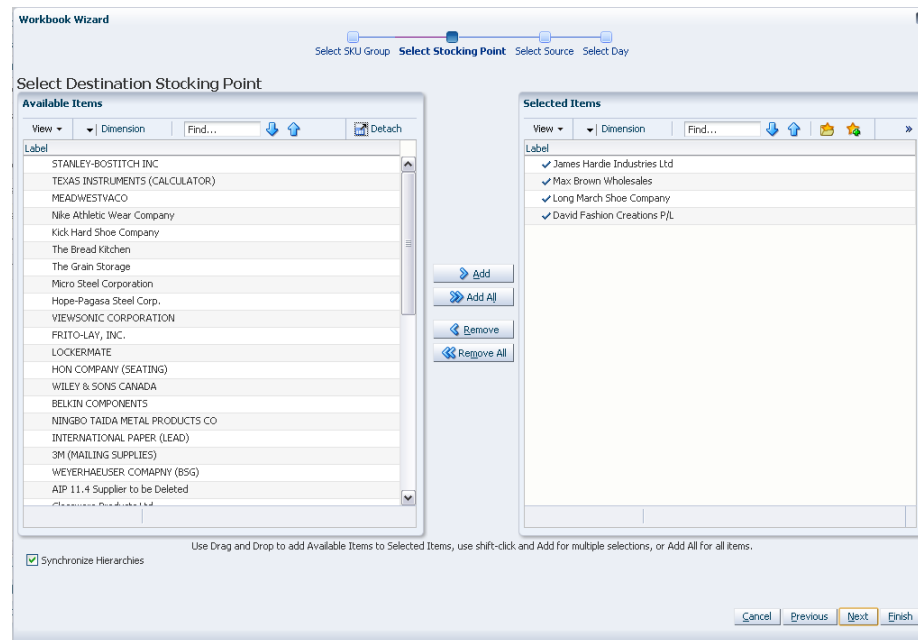 Workbook Wizard
Select SKU Group Select Stocking Point Select Source Select Day
Select Destination Stocking Point
Available Items
View Dimension Find... Detach
Label
STANLEY-BOSTITCH INC
TEXAS INSTRUMENTS (CALCULATOR)
MEADWESTVACO
Nike Athletic Wear Company
Kick Hard Shoe Company
The Bread Kitchen
The Grain Storage
Micro Steel Corporation
Hope-Pagasa Steel Corp.
VIEWSONIC CORPORATION
FRITO-LAY, INC.
LOCKERMATE
HON COMPANY (SEATING)
WILEY & SONS CANADA
BELKIN COMPONENTS
NINGBO TAIDA METAL PRODUCTS CO
INTERNATIONAL PAPER (LEAD)
3M (MAILING SUPPLIES)
WEYERHAEUSER COMAPNY (BSG)
AIP 11.4 Supplier to be Deleted
Add
Add All
Remove
Remove All
Selected Items
View Dimension Find... »
Label
James Hardie Industries Ltd
Max Brown Wholesales
Long March Shoe Company
David Fashion Creations P/L
Use Drag and Drop to add Available Items to Selected Items, use shift-click and Add for multiple selections, or Add All for all items.
Synchronize Hierarchies
Cancel Previous Next Finish